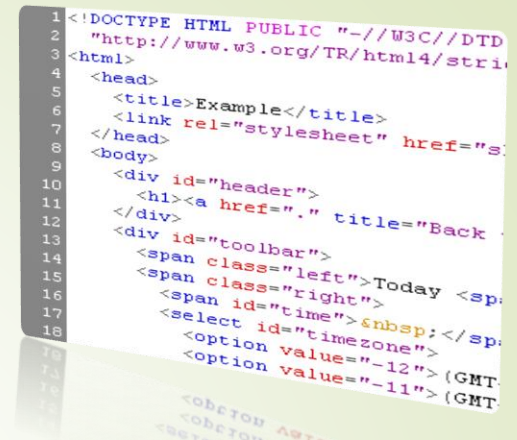 1 <!DOCTYPE HTML PUBLIC "-//W3C//DTD
2 "http://www.w3.org/TR/html4/stri
3 <html>
4 <head>
5 <title>Example</title>
6 <link rel="stylesheet" href="s
7 </head>
8 <body>
9 <div id="header">
10 <h1><a href="." title="Back
11 </div>
12 <div id="toolbar">
13 <span class="left">Today <sp
14 <span class="right">
15 <span id="time">&nbsp;</sp
16 <select id="timezone">
17 <option value="-12">(GMT
18 <option value="-11">(GMT